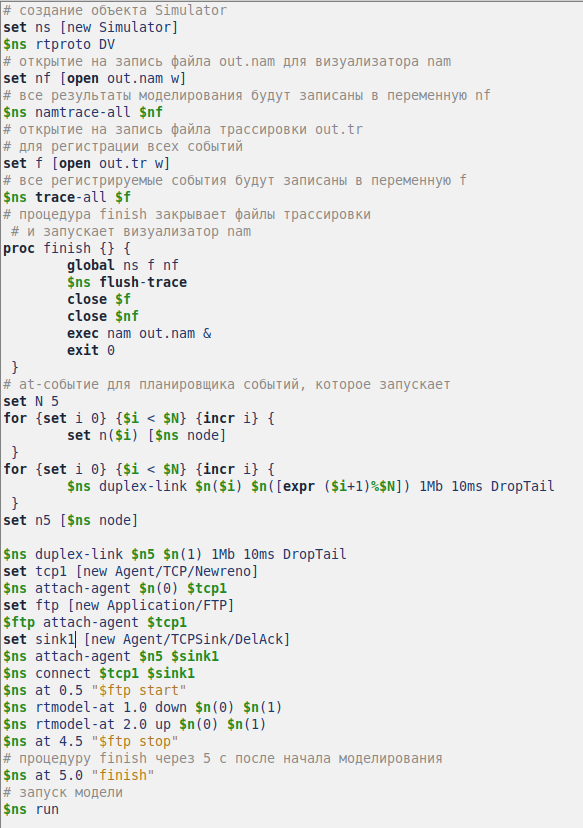 # создание объекта Simulator
set ns [new Simulator]
$ns rtproto DV
# открытие на запись файла out.nam для визуализатора nam
set nf [open out.nam w]
# все результаты моделирования будут записаны в переменную nf
$ns namtrace-all $nf
# открытие на запись файла трассировки out.tr
# для регистрации всех событий
set f [open out.tr w]
# все регистрируемые события будут записаны в переменную f
$ns trace-all $f
# процедура finish закрывает файлы трассировки
 # и запускает визуализатор nam
proc finish {} {
        global ns f nf
        $ns flush-trace
        close $f
        close $nf
        exec nam out.nam &
        exit 0
 }
# at-событие для планировщика событий, которое запускает
set N 5
for {set i 0} {$i < $N} {incr i} {
        set n($i) [$ns node]
 }
for {set i 0} {$i < $N} {incr i} {
        $ns duplex-link $n($i) $n([expr ($i+1)%$N]) 1Mb 10ms DropTail
 }
set n5 [$ns node]

$ns duplex-link $n5 $n(1) 1Mb 10ms DropTail
set tcp1 [new Agent/TCP/Newreno]
$ns attach-agent $n(0) $tcp1
set ftp [new Application/FTP]
$ftp attach-agent $tcp1
set sink1 [new Agent/TCPSink/DelAck]
$ns attach-agent $n5 $sink1
$ns connect $tcp1 $sink1
$ns at 0.5 "$ftp start"
$ns rtmodel-at 1.0 down $n(0) $n(1)
$ns rtmodel-at 2.0 up $n(0) $n(1)
$ns at 4.5 "$ftp stop"
# процедуру finish через 5 с после начала моделирования
$ns at 5.0 "finish"
# запуск модели
$ns run